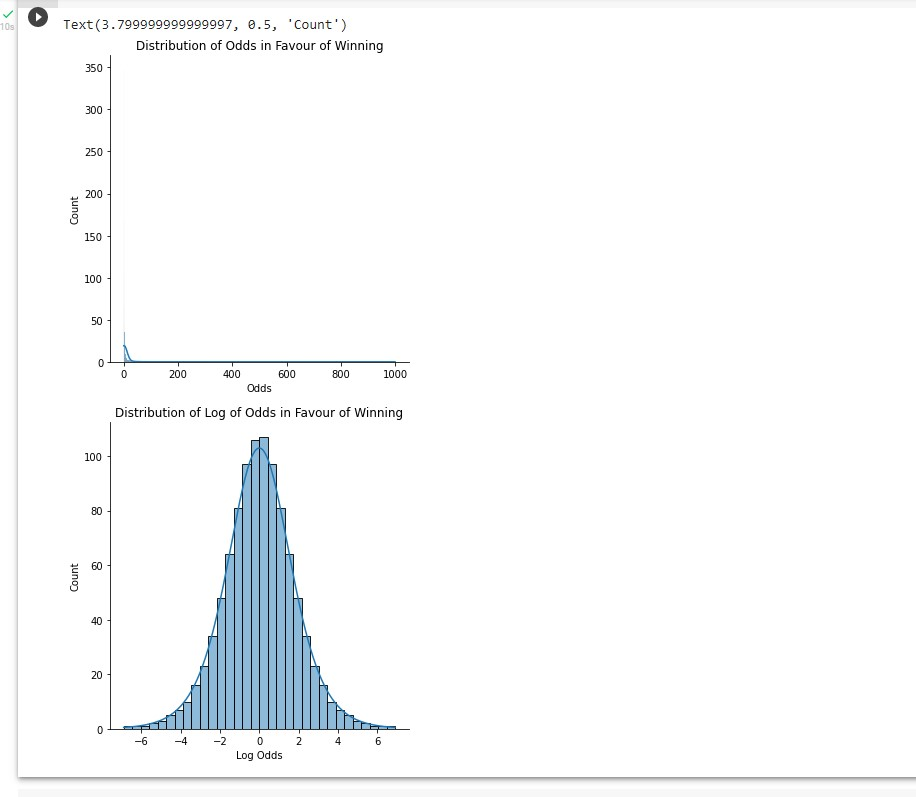 10s
Text(3.799999999999997, 0.5, 'Count')
Distribution of Odds in Favour of Winning
350
300
250
200
150
100
50
0
Count
0 200 400 600 800 1000
Odds
Distribution of Log of Odds in Favour of Winning
100
80
60
40
20
0
Count
−6 −4 −2 0 2 4 6
Log Odds